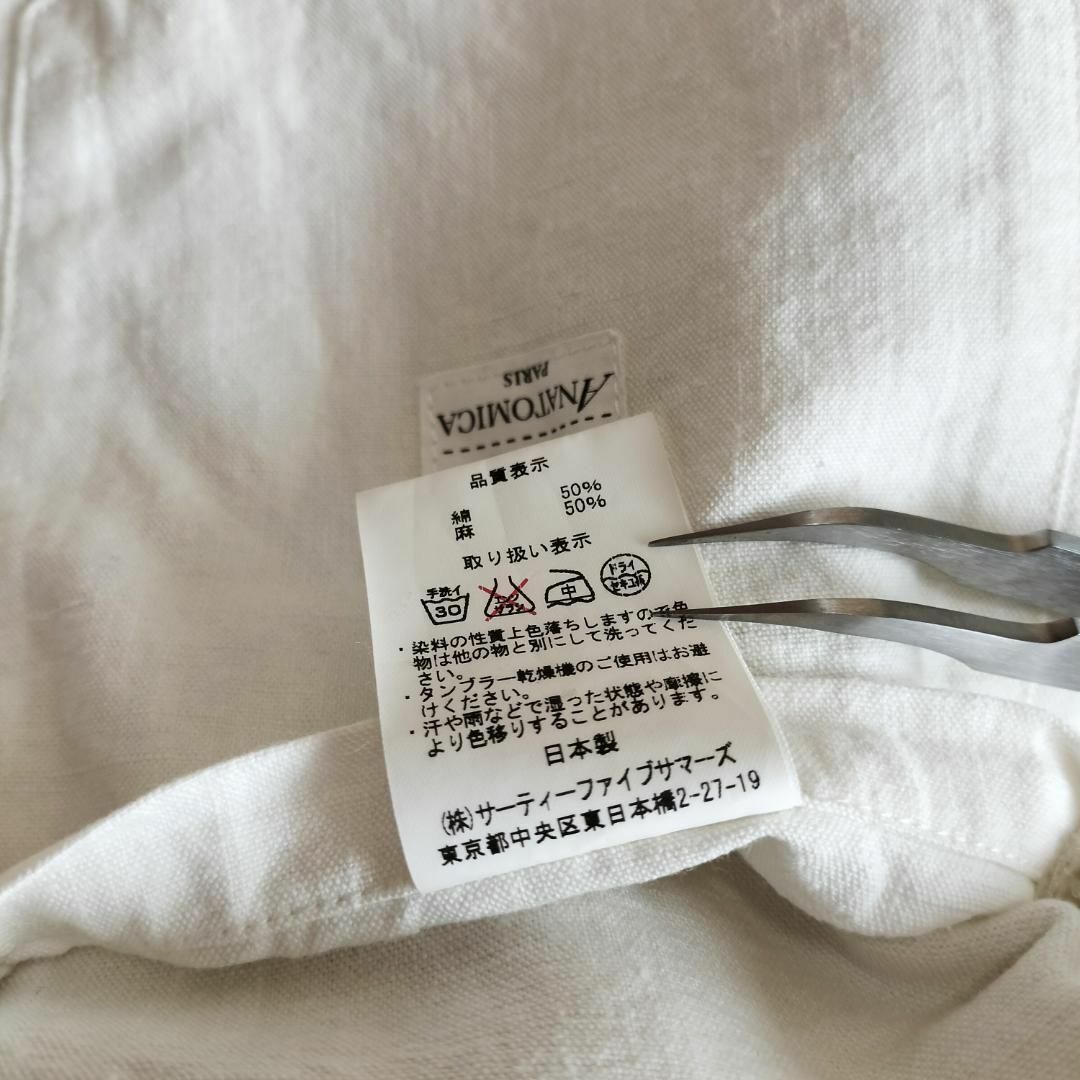 ANATOMICA
PARIS
品質表示
綿 50%
麻 50%
取り扱い表示
手洗イ
30
エンソ
サラシ
中
ドライ
セキユ系
・染料の性質上色落ちしますので色
物は他の物と別にして洗ってくだ
さい。
・タンブラー乾燥機のご使用はお避
けください。
・汗や雨などで湿った状態や摩擦に
より色移りすることがあります。
日本製
(株)サーティーファイブサマーズ
東京都中央区東日本橋2-27-19